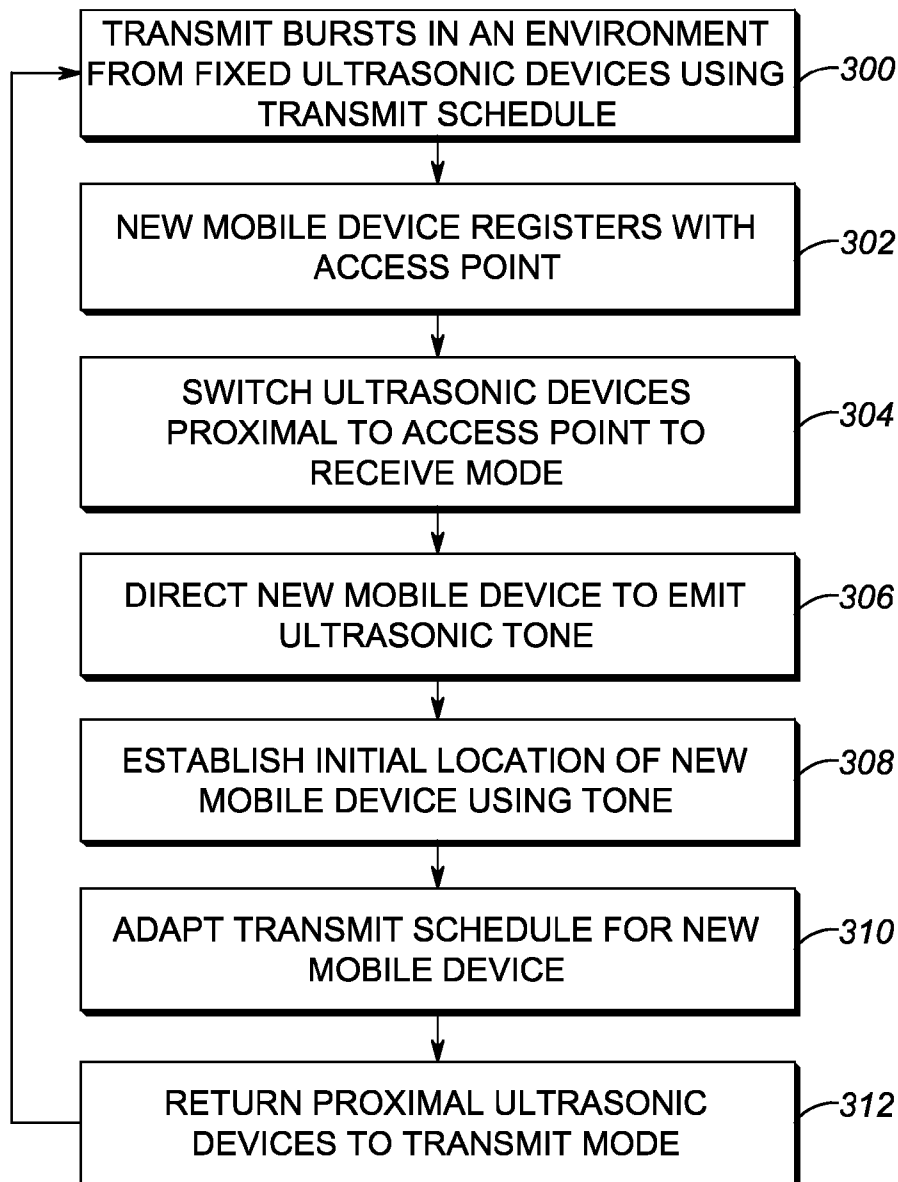 TRANSMIT BURSTS IN AN ENVIRONMENT
FROM FIXED ULTRASONIC DEVICES USING
TRANSMIT SCHEDULE
300
NEW MOBILE DEVICE REGISTERS WITH
ACCESS POINT
302
SWITCH ULTRASONIC DEVICES
PROXIMAL TO ACCESS POINT TO
RECEIVE MODE
304
DIRECT NEW MOBILE DEVICE TO EMIT
ULTRASONIC TONE
306
ESTABLISH INITIAL LOCATION OF NEW
MOBILE DEVICE USING TONE
308
ADAPT TRANSMIT SCHEDULE FOR NEW
MOBILE DEVICE
310
RETURN PROXIMAL ULTRASONIC
DEVICES TO TRANSMIT MODE
312